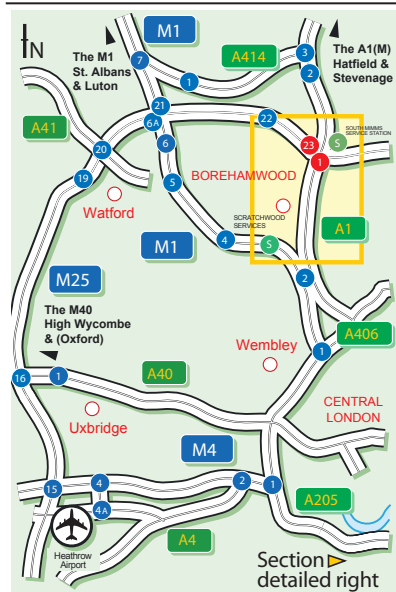 N
The M1
St. Albans
& Luton
M1
7
1
A414
3
2
The A1(M)
Hatfield &
Stevenage
A41
21
6A
6
22
23
1
S
SOUTH MIMMS
SERVICE STATION
20
19
5
BOREHAMWOOD
Watford
SCRATCHWOOD
SERVICES
M1
4
S
A1
M25
2
The M40
High Wycombe
& (Oxford)
Wembley
1
A406
16
1
A40
CENTRAL
LONDON
Uxbridge
M4
15
4
4A
2
1
A205
Heathrow
Airport
A4
Section
detailed right